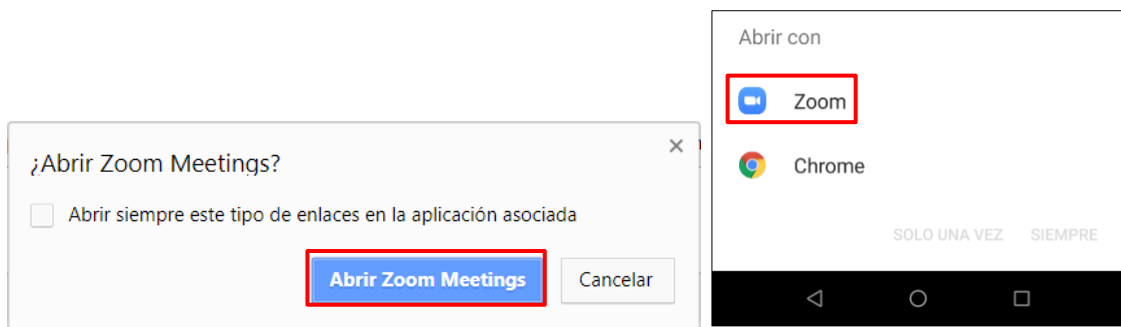 ¿Abrir Zoom Meetings?
Abrir siempre este tipo de enlaces en la aplicación asociada
Abrir Zoom Meetings
Cancelar
Abrir con
Zoom
Chrome
SOLO UNA VEZ SIEMPRE